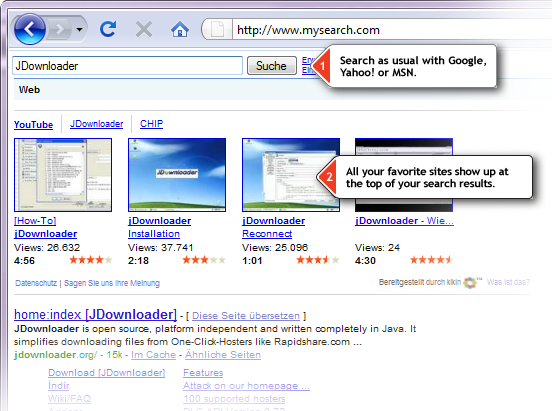 http://www.mysearch.com
JDownloader
Suche
1
Search as usual with Google,
Yahoo! or MSN.
Web
YouTube
JDownloader
CHIP
JDownloader
2
All your favorite sites show up at
the top of your search results.
[How-To]
jDownloader
Views: 26.632
4:56
jDownloader
Installation
Views: 37.741
2:18
jDownloader
Reconnect
Views: 25.096
1:01
jDownloader - Wie...
Views: 24
4:30
Datenschutz | Sagen Sie uns Ihre Meinung
Bereitgestellt durch kikin
Was ist das?
home:index [JDownloader] - [ Diese Seite übersetzen ]
JDownloader is open source, platform independent and written completely in Java. It
simplifies downloading files from One-Click-Hosters like Rapidshare.com ...
jdownloader.org/ - 15k - Im Cache - Ähnliche Seiten
Download [JDownloader]
Features
Indir
Attack on our homepage ...
Wiki/FAQ
100 supported hosters